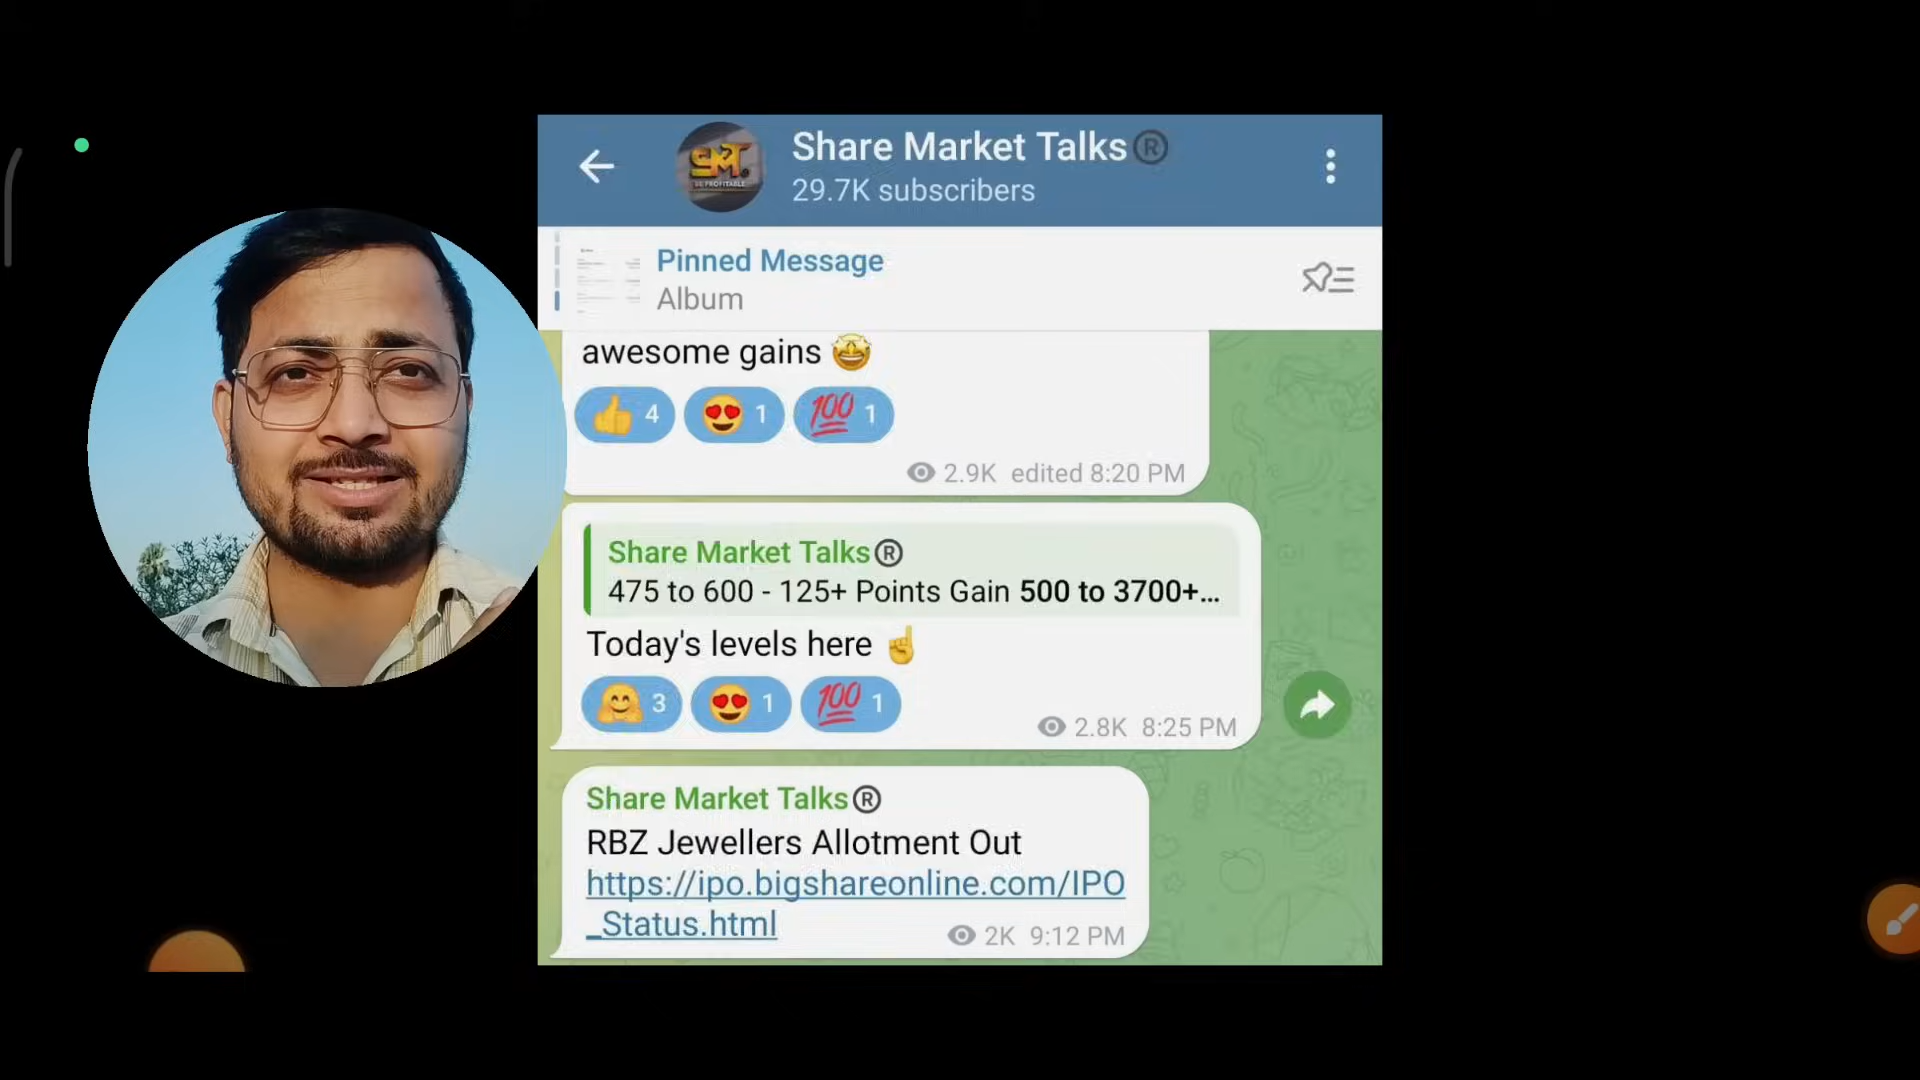 Share Market Talks®
29.7K subscribers
Pinned Message
Album
awesome gains 🤩
👍 4 😍 1 💯 1
2.9K edited 8:20 PM
Share Market Talks®
475 to 600 - 125+ Points Gain 500 to 3700+...
Today's levels here ☝
🤗 3 😍 1 💯 1
2.8K 8:25 PM
Share Market Talks®
RBZ Jewellers Allotment Out
https://ipo.bigshareonline.com/IPO
_Status.html
2K 9:12 PM